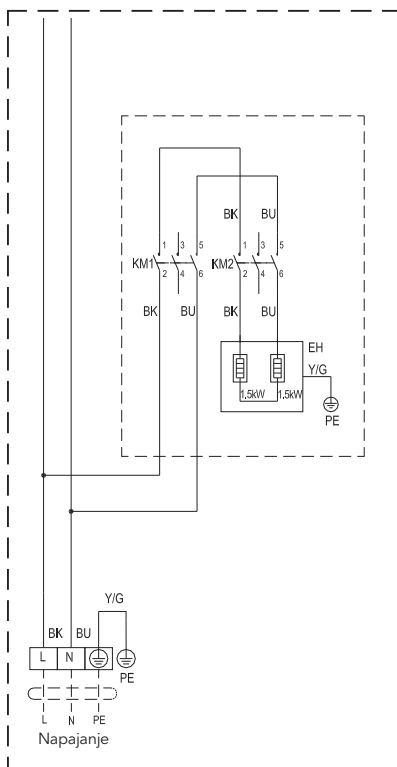 BK BU
1 3 5 1 3 5
KM1 KM2
2 4 6 2 4 6
BK BU BK BU
EH
Y/G
1.5kW 1.5kW
PE
Y/G
BK BU
L N
PE
L N PE
Napajanje